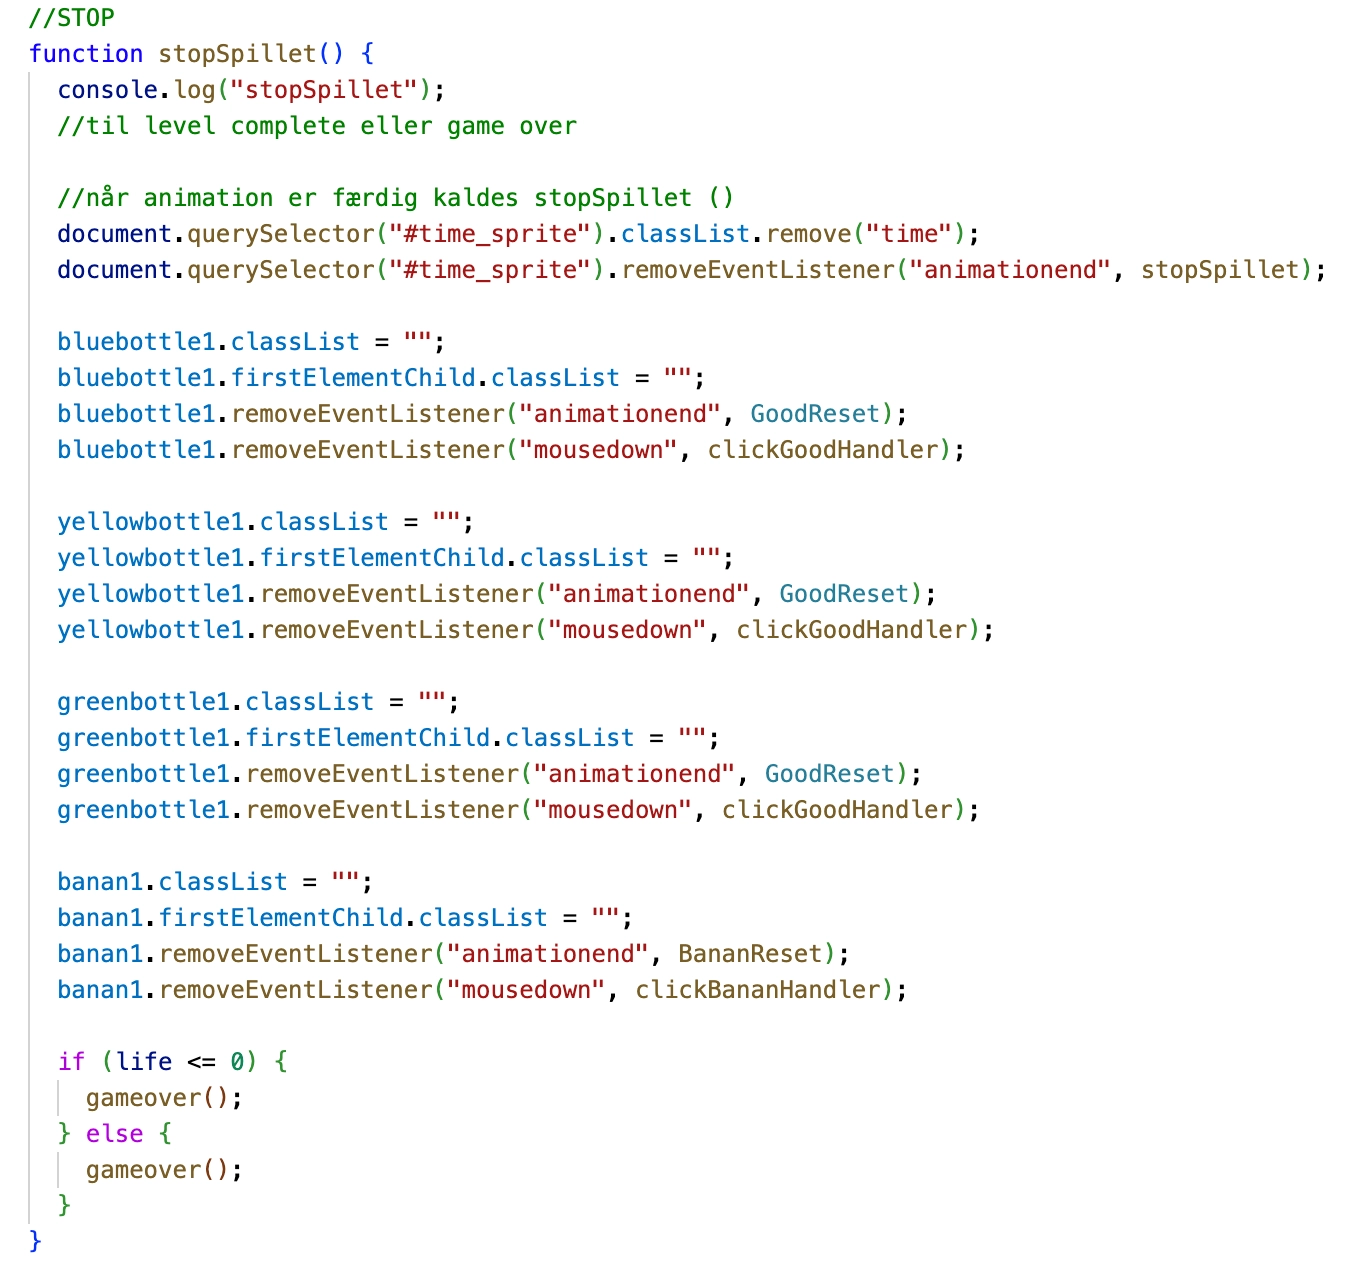 //STOP
function stopSpillet() {
  console.log("stopSpillet");
  //til level complete eller game over

  //når animation er færdig kaldes stopSpillet ()
  document.querySelector("#time_sprite").classList.remove("time");
  document.querySelector("#time_sprite").removeEventListener("animationend", stopSpillet);

  bluebottle1.classList = "";
  bluebottle1.firstElementChild.classList = "";
  bluebottle1.removeEventListener("animationend", GoodReset);
  bluebottle1.removeEventListener("mousedown", clickGoodHandler);

  yellowbottle1.classList = "";
  yellowbottle1.firstElementChild.classList = "";
  yellowbottle1.removeEventListener("animationend", GoodReset);
  yellowbottle1.removeEventListener("mousedown", clickGoodHandler);

  greenbottle1.classList = "";
  greenbottle1.firstElementChild.classList = "";
  greenbottle1.removeEventListener("animationend", GoodReset);
  greenbottle1.removeEventListener("mousedown", clickGoodHandler);

  banan1.classList = "";
  banan1.firstElementChild.classList = "";
  banan1.removeEventListener("animationend", BananReset);
  banan1.removeEventListener("mousedown", clickBananHandler);

  if (life <= 0) {
    gameover();
  } else {
    gameover();
  }
}